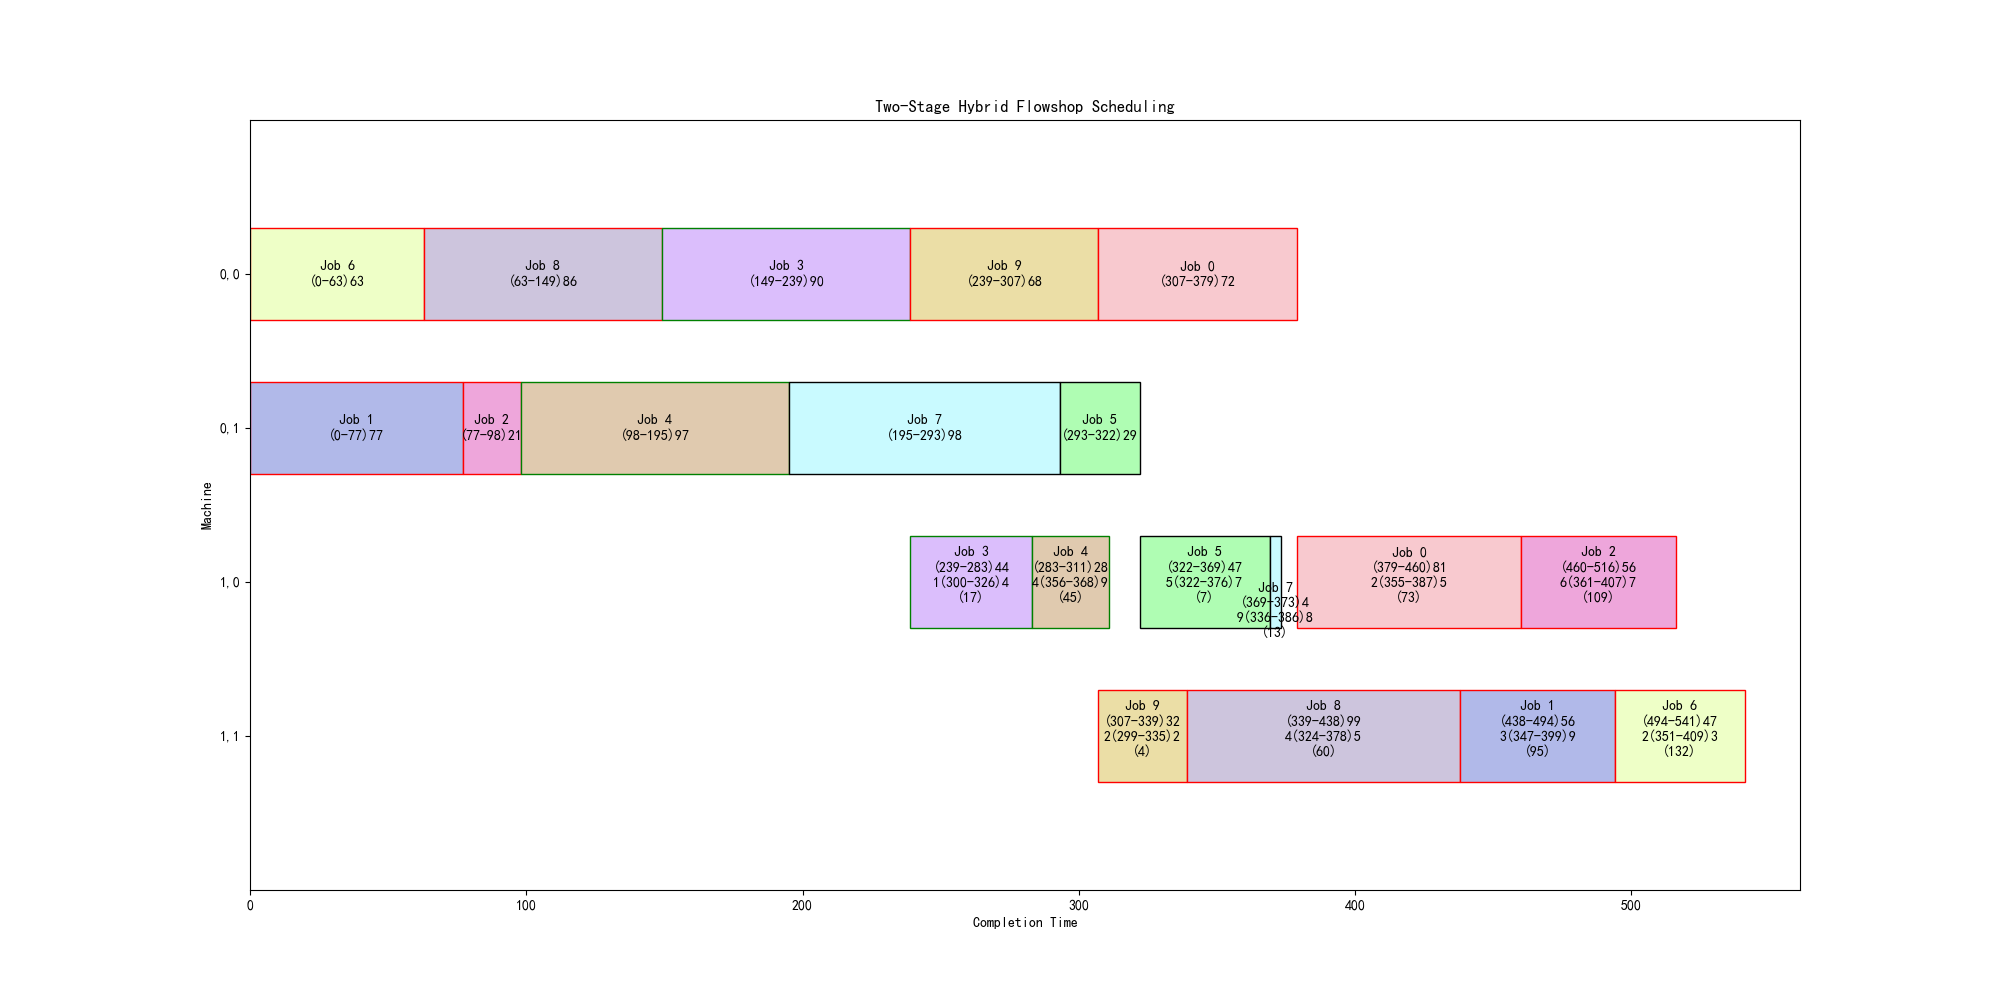 Two-Stage Hybrid Flowshop Scheduling
Machine
0,0
Job 6
(0-63)63
Job 8
(63-149)86
Job 3
(149-239)90
Job 9
(239-307)68
Job 0
(307-379)72
0,1
Job 1
(0-77)77
Job 2
(77-98)21
Job 4
(98-195)97
Job 7
(195-293)98
Job 5
(293-322)29
1,0
Job 3
(239-283)44
1(300-326)4
(17)
Job 4
(283-311)28
4(356-368)9
(45)
Job 5
(322-369)47
5(322-376)7
(7)
Job 7
(369-373)4
9(336-386)8
(13)
Job 0
(379-460)81
2(355-387)5
(73)
Job 2
(460-516)56
6(361-407)7
(109)
1,1
Job 9
(307-339)32
2(299-335)2
(4)
Job 8
(339-438)99
4(324-378)5
(60)
Job 1
(438-494)56
3(347-399)9
(95)
Job 6
(494-541)47
2(351-409)3
(132)
0
100
200
300
400
500
Completion Time